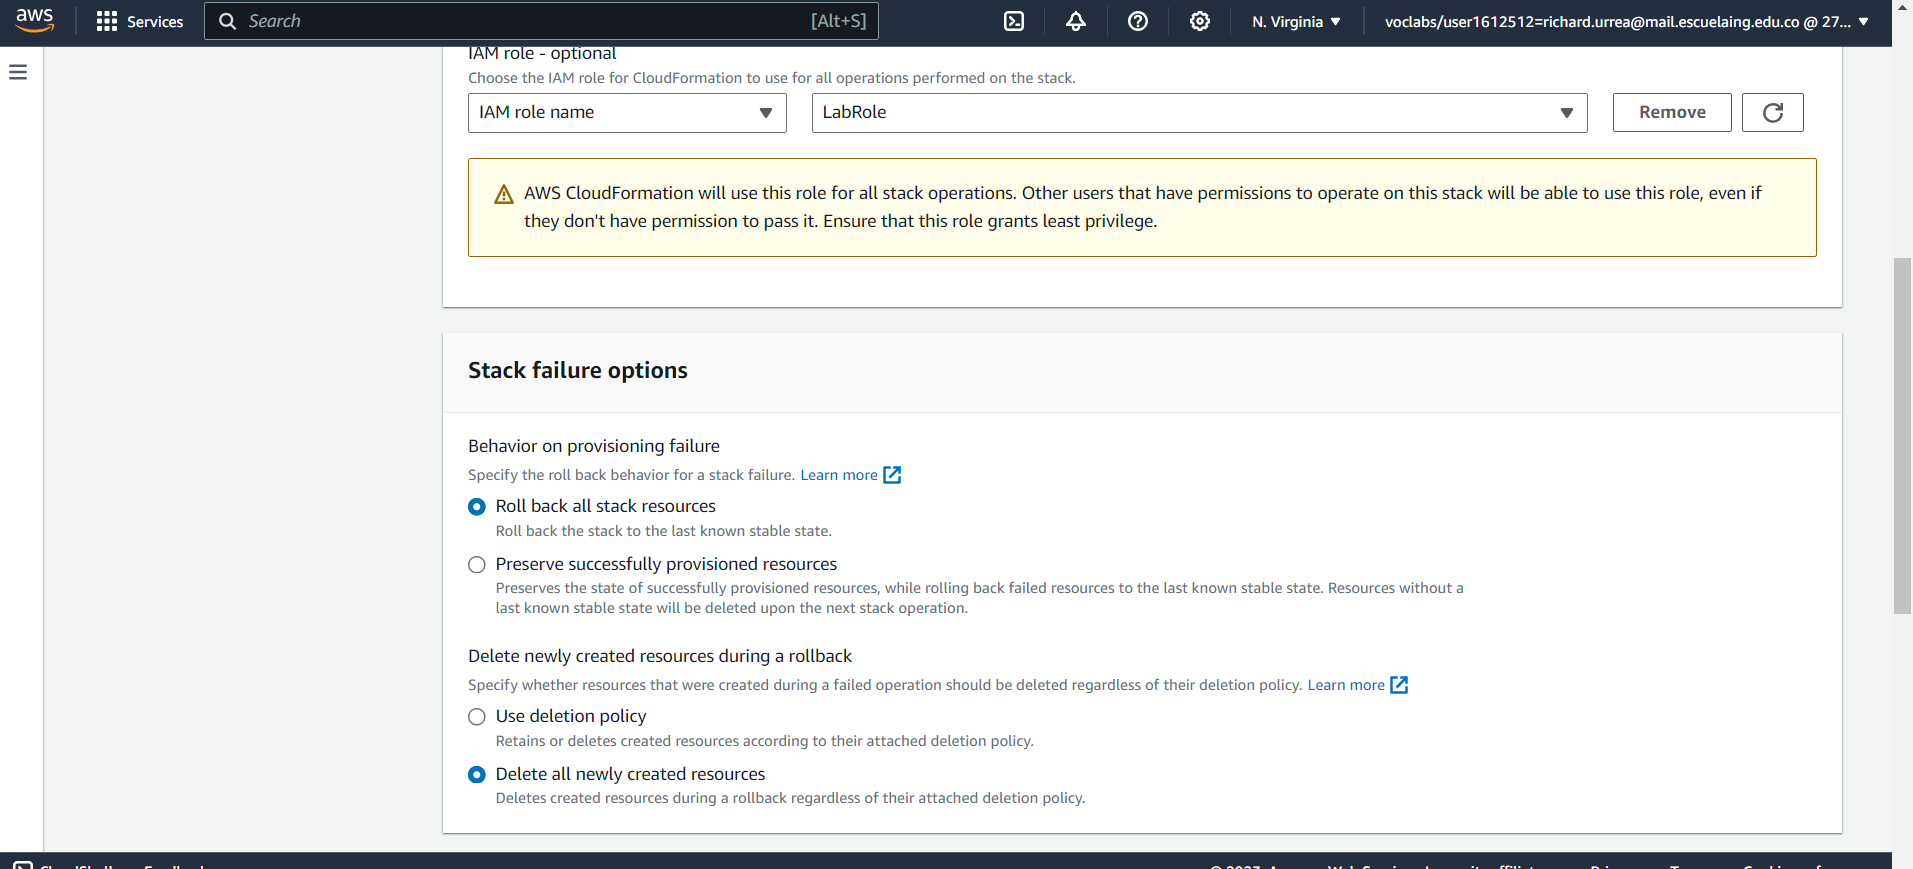 aws
Services
Search
[Alt+S]
N. Virginia
voclabs/user1612512=richard.urrea@mail.escuelaing.edu.co @ 27...
IAM role - optional
Choose the IAM role for CloudFormation to use for all operations performed on the stack.
IAM role name
LabRole
Remove
AWS CloudFormation will use this role for all stack operations. Other users that have permissions to operate on this stack will be able to use this role, even if
they don't have permission to pass it. Ensure that this role grants least privilege.
Stack failure options
Behavior on provisioning failure
Specify the roll back behavior for a stack failure. Learn more
Roll back all stack resources
Roll back the stack to the last known stable state.
Preserve successfully provisioned resources
Preserves the state of successfully provisioned resources, while rolling back failed resources to the last known stable state. Resources without a
last known stable state will be deleted upon the next stack operation.
Delete newly created resources during a rollback
Specify whether resources that were created during a failed operation should be deleted regardless of their deletion policy. Learn more
Use deletion policy
Retains or deletes created resources according to their attached deletion policy.
Delete all newly created resources
Deletes created resources during a rollback regardless of their attached deletion policy.